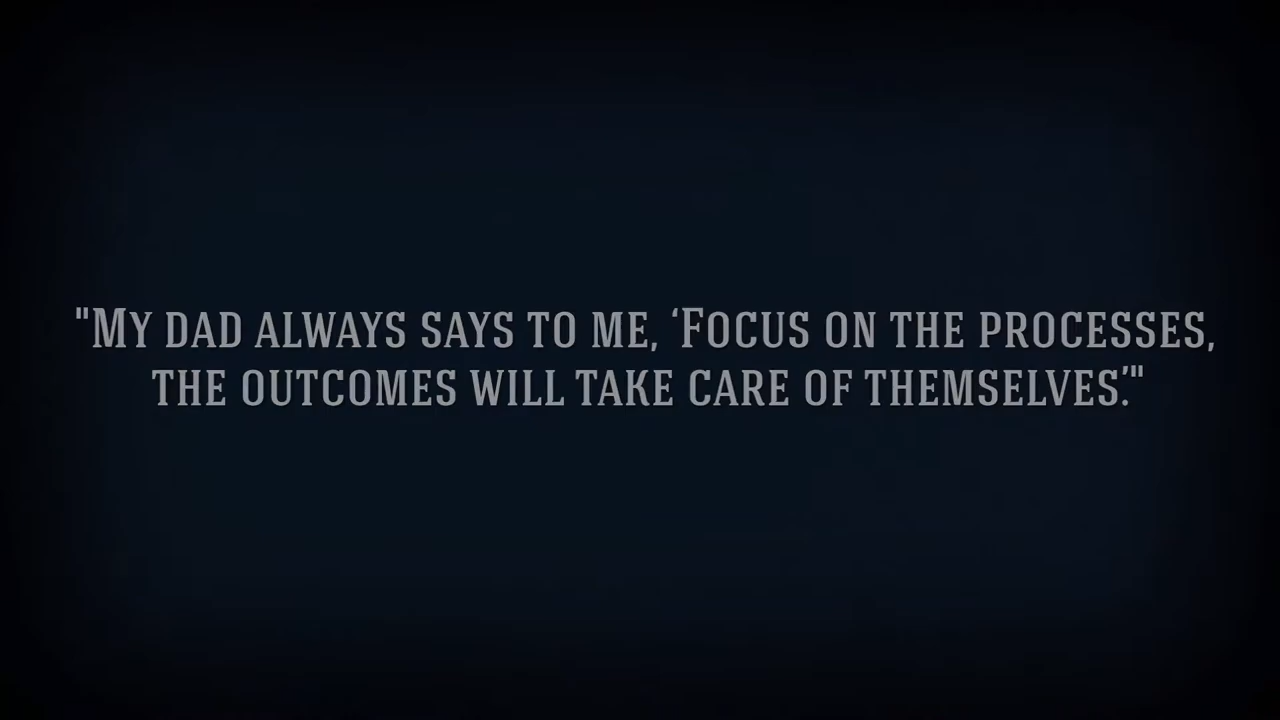 "My dad always says to me, ‘Focus on the processes,
the outcomes will take care of themselves.’"